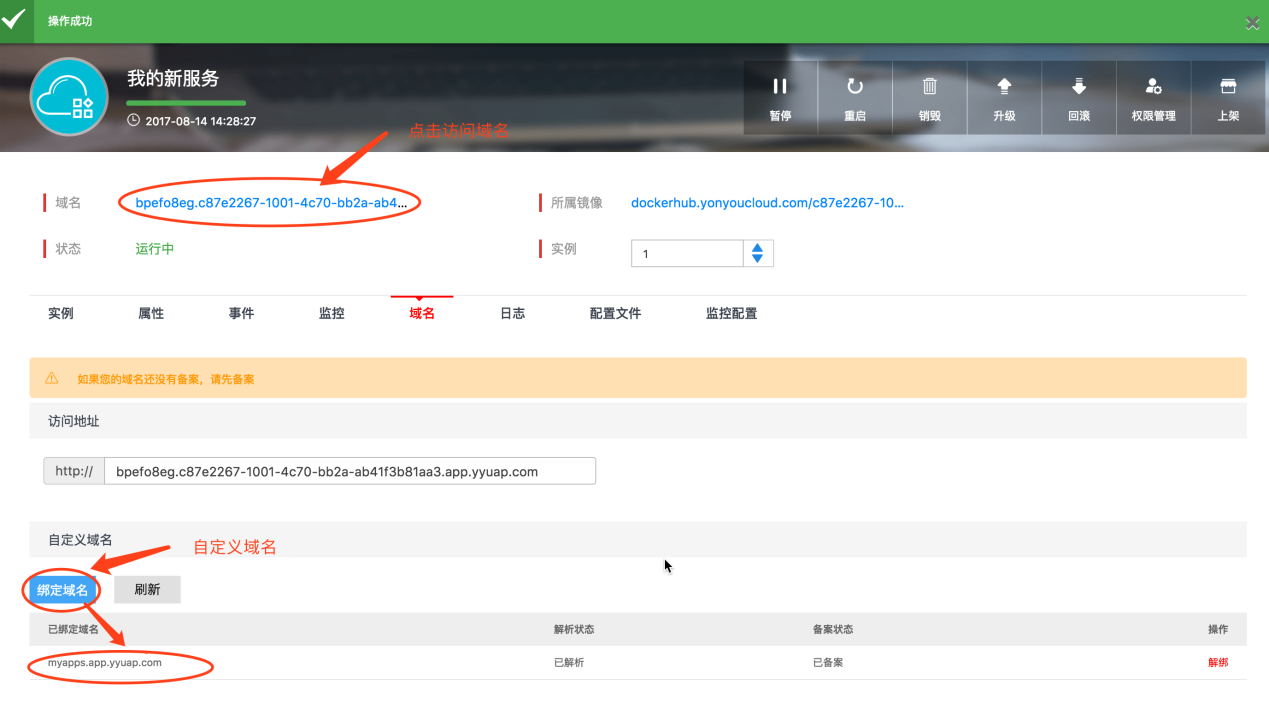 操作成功
我的新服务
2017-08-14 14:28:27
暂停 重启 销毁 升级 回滚 权限管理 上架
点击访问域名
域名 bpefo8eg.c87e2267-1001-4c70-bb2a-ab4... 所属镜像 dockerhub.yonyoucloud.com/c87e2267-10...
状态 运行中 实例 1
实例 属性 事件 监控 域名 日志 配置文件 监控配置
如果您的域名还没有备案，请先备案
访问地址
http:// bpefo8eg.c87e2267-1001-4c70-bb2a-ab41f3b81aa3.app.yyuap.com
自定义域名 自定义域名
绑定域名 刷新
已绑定域名 解析状态 备案状态 操作
myapps.app.yyuap.com 已解析 已备案 解绑